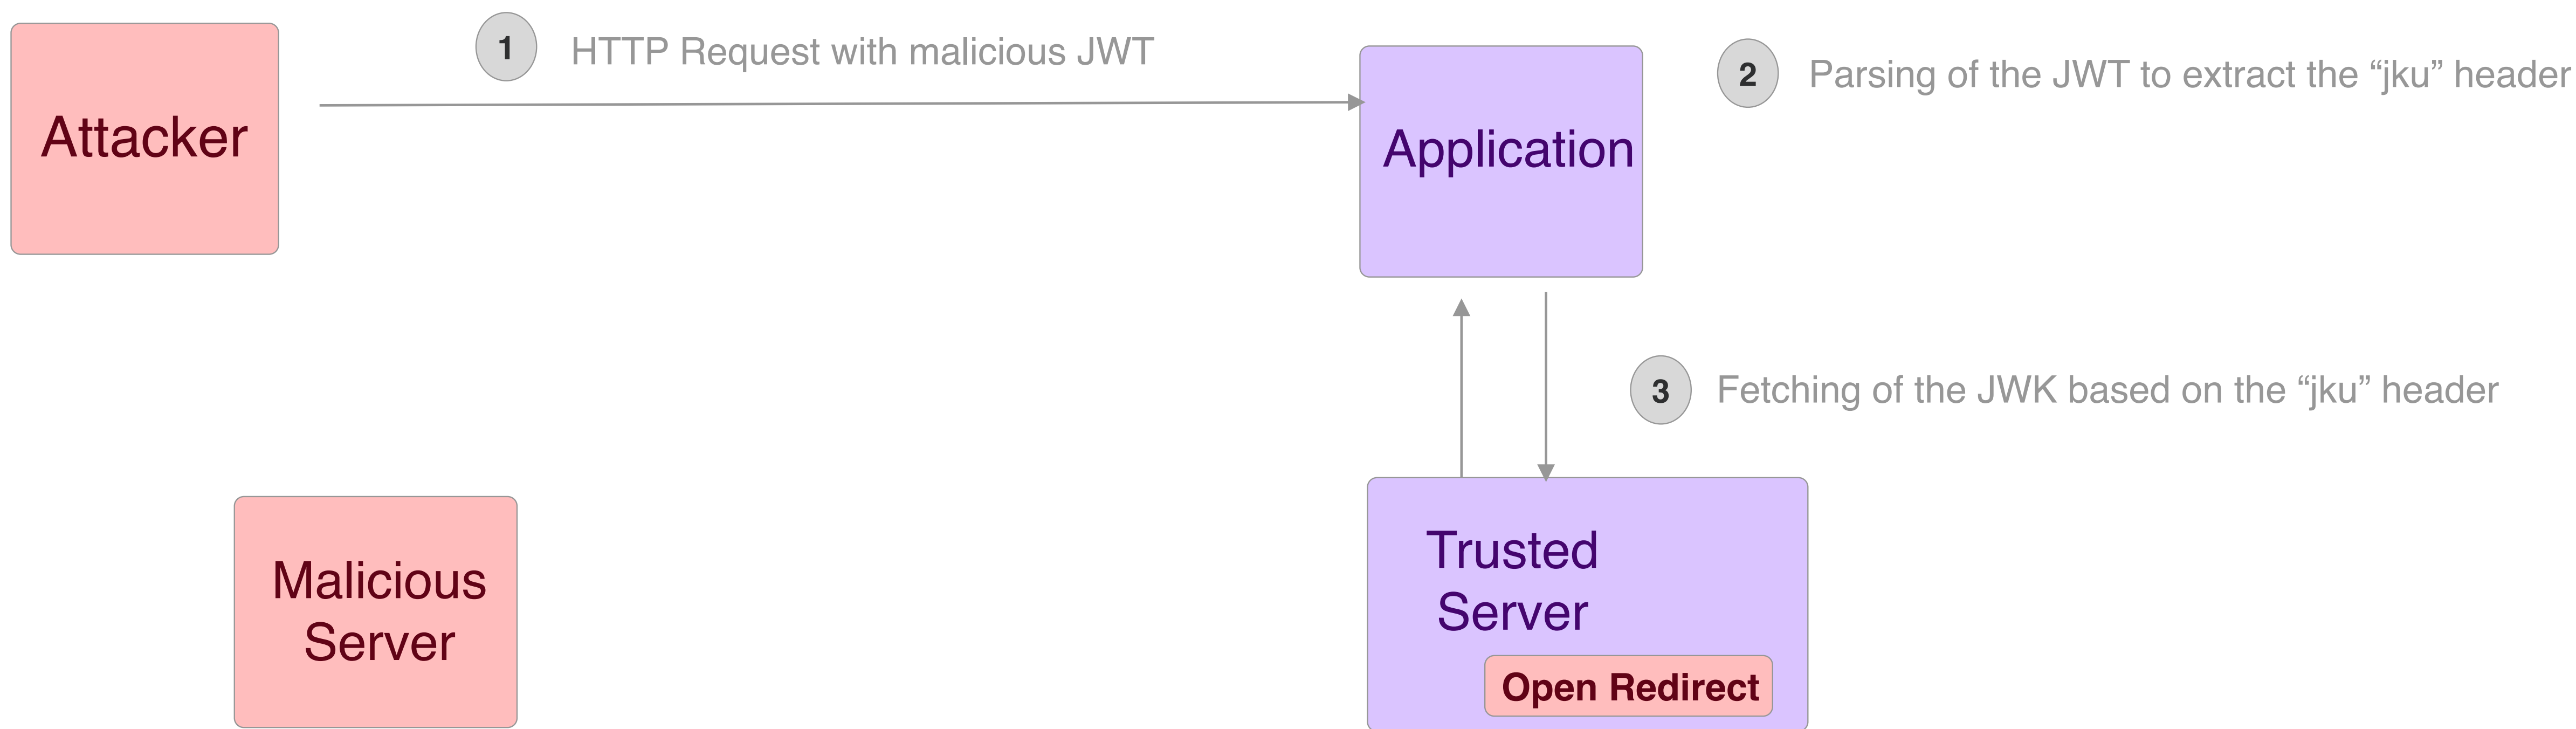 1
HTTP Request with malicious JWT
2
Parsing of the JWT to extract the “jku” header
Attacker
Application
3
Fetching of the JWK based on the “jku” header
Malicious
Server
Trusted
Server
Open Redirect